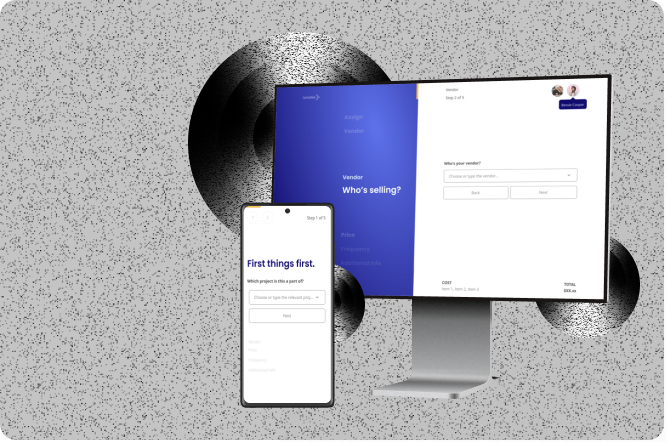 Assign
Vendor
Vendor
Who's selling?
Price
Frequency
Vendor
Step 2 of 5
Who's your vendor?
Choose or type the vendor...
Back
Next
COST
Item 1, Item 2, Item 3
TOTAL
Step 1 of 5
First things first.
Which project is this a part of?
Choose or type the relevant proj...
Next